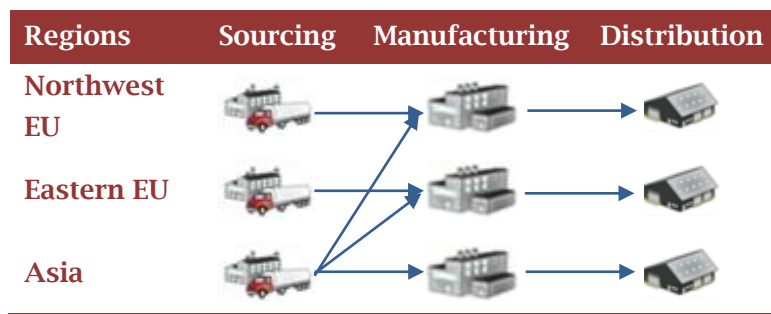 Regions Sourcing Manufacturing Distribution
Northwest
EU
Eastern EU
Asia